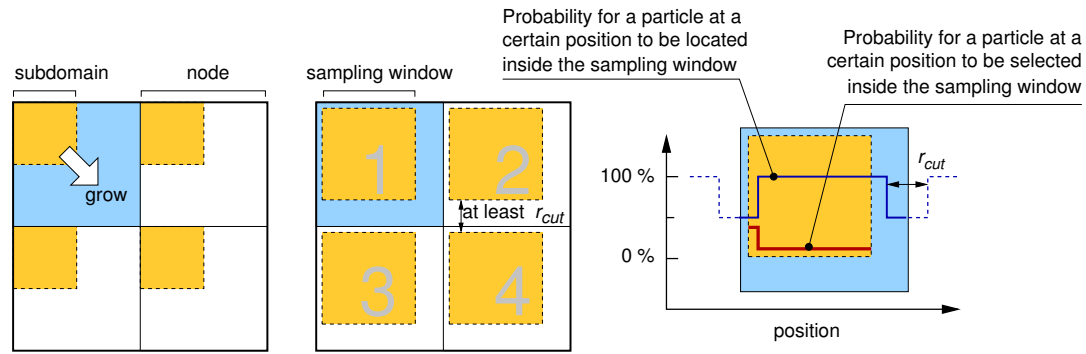 subdomain
node
grow
sampling window
1
2
3
4
at least r_cut
Probability for a particle at a
certain position to be located
inside the sampling window
Probability for a particle at a
certain position to be selected
inside the sampling window
r_cut
100 %
0 %
position